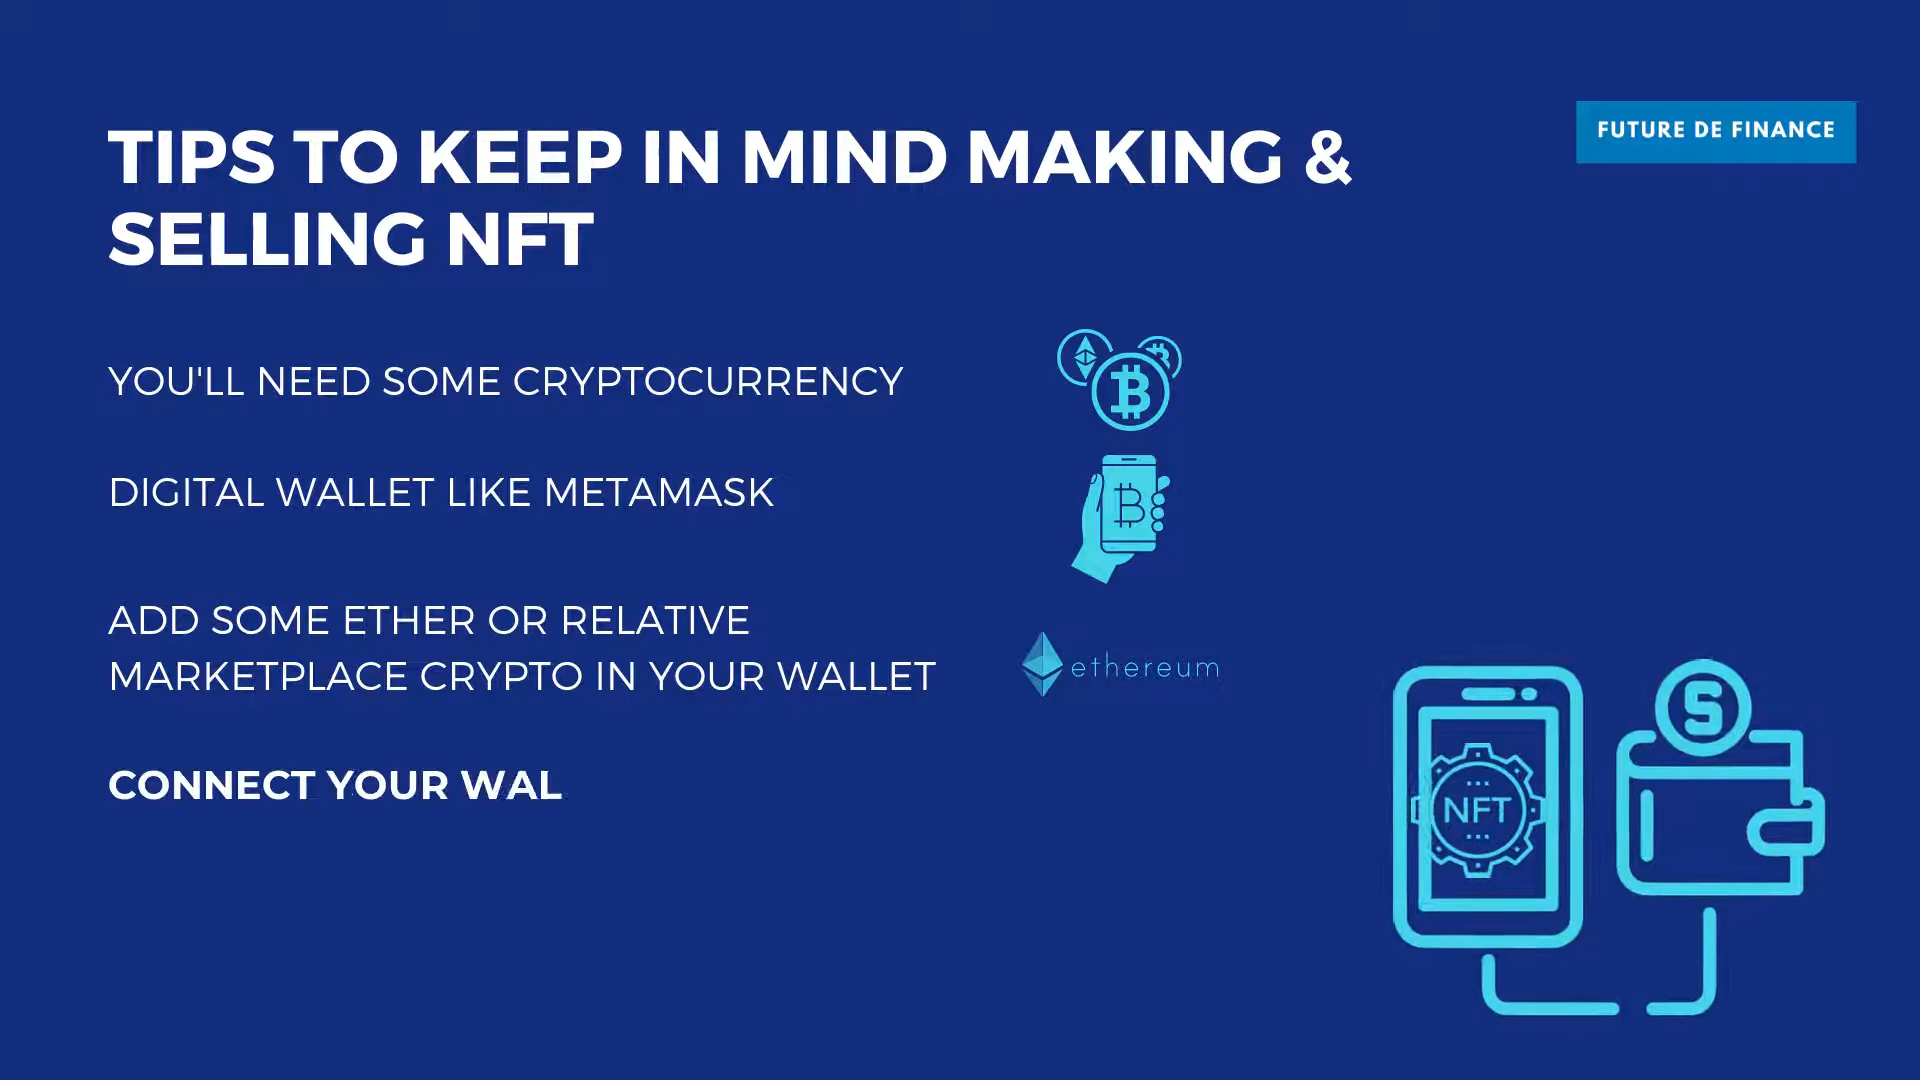 FUTURE DE FINANCE
TIPS TO KEEP IN MIND MAKING &
SELLING NFT
YOU'LL NEED SOME CRYPTOCURRENCY
DIGITAL WALLET LIKE METAMASK
ADD SOME ETHER OR RELATIVE
MARKETPLACE CRYPTO IN YOUR WALLET
ethereum
CONNECT YOUR WAL
NFT